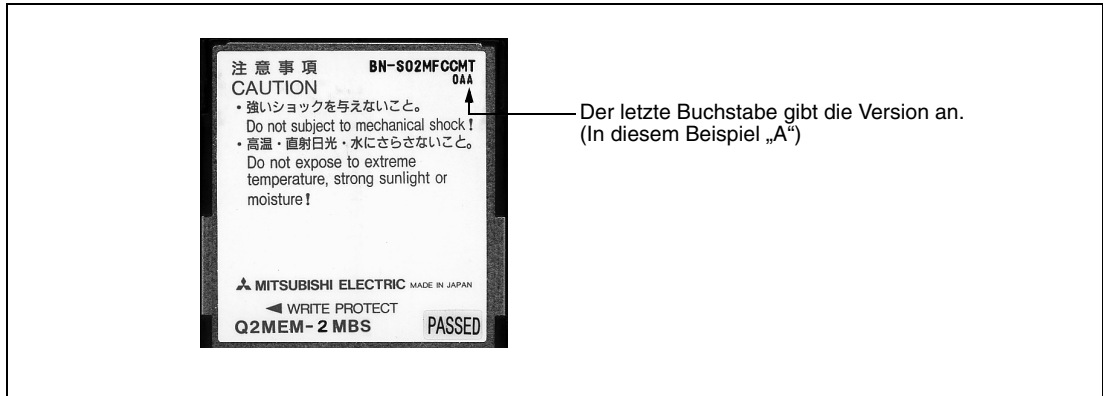 注意事項 BN-S02MFCCMT
0AA
CAUTION
・強いショックを与えないこと。
Do not subject to mechanical shock !
・高温・直射日光・水にさらさないこと。
Do not expose to extreme
temperature, strong sunlight or
moisture !
MITSUBISHI ELECTRIC MADE IN JAPAN
◄ WRITE PROTECT
Q2MEM-2MBS PASSED
Der letzte Buchstabe gibt die Version an.
(In diesem Beispiel „A“)